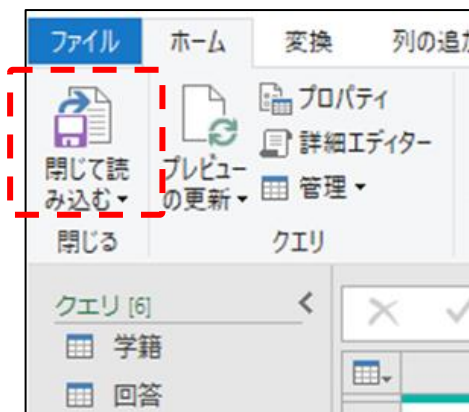 ファイル ホーム 変換 列の追加
閉じて読み込む▼
プレビューの更新▼
プロパティ
詳細エディター
管理▼
閉じる
クエリ
クエリ [6]
学籍
回答